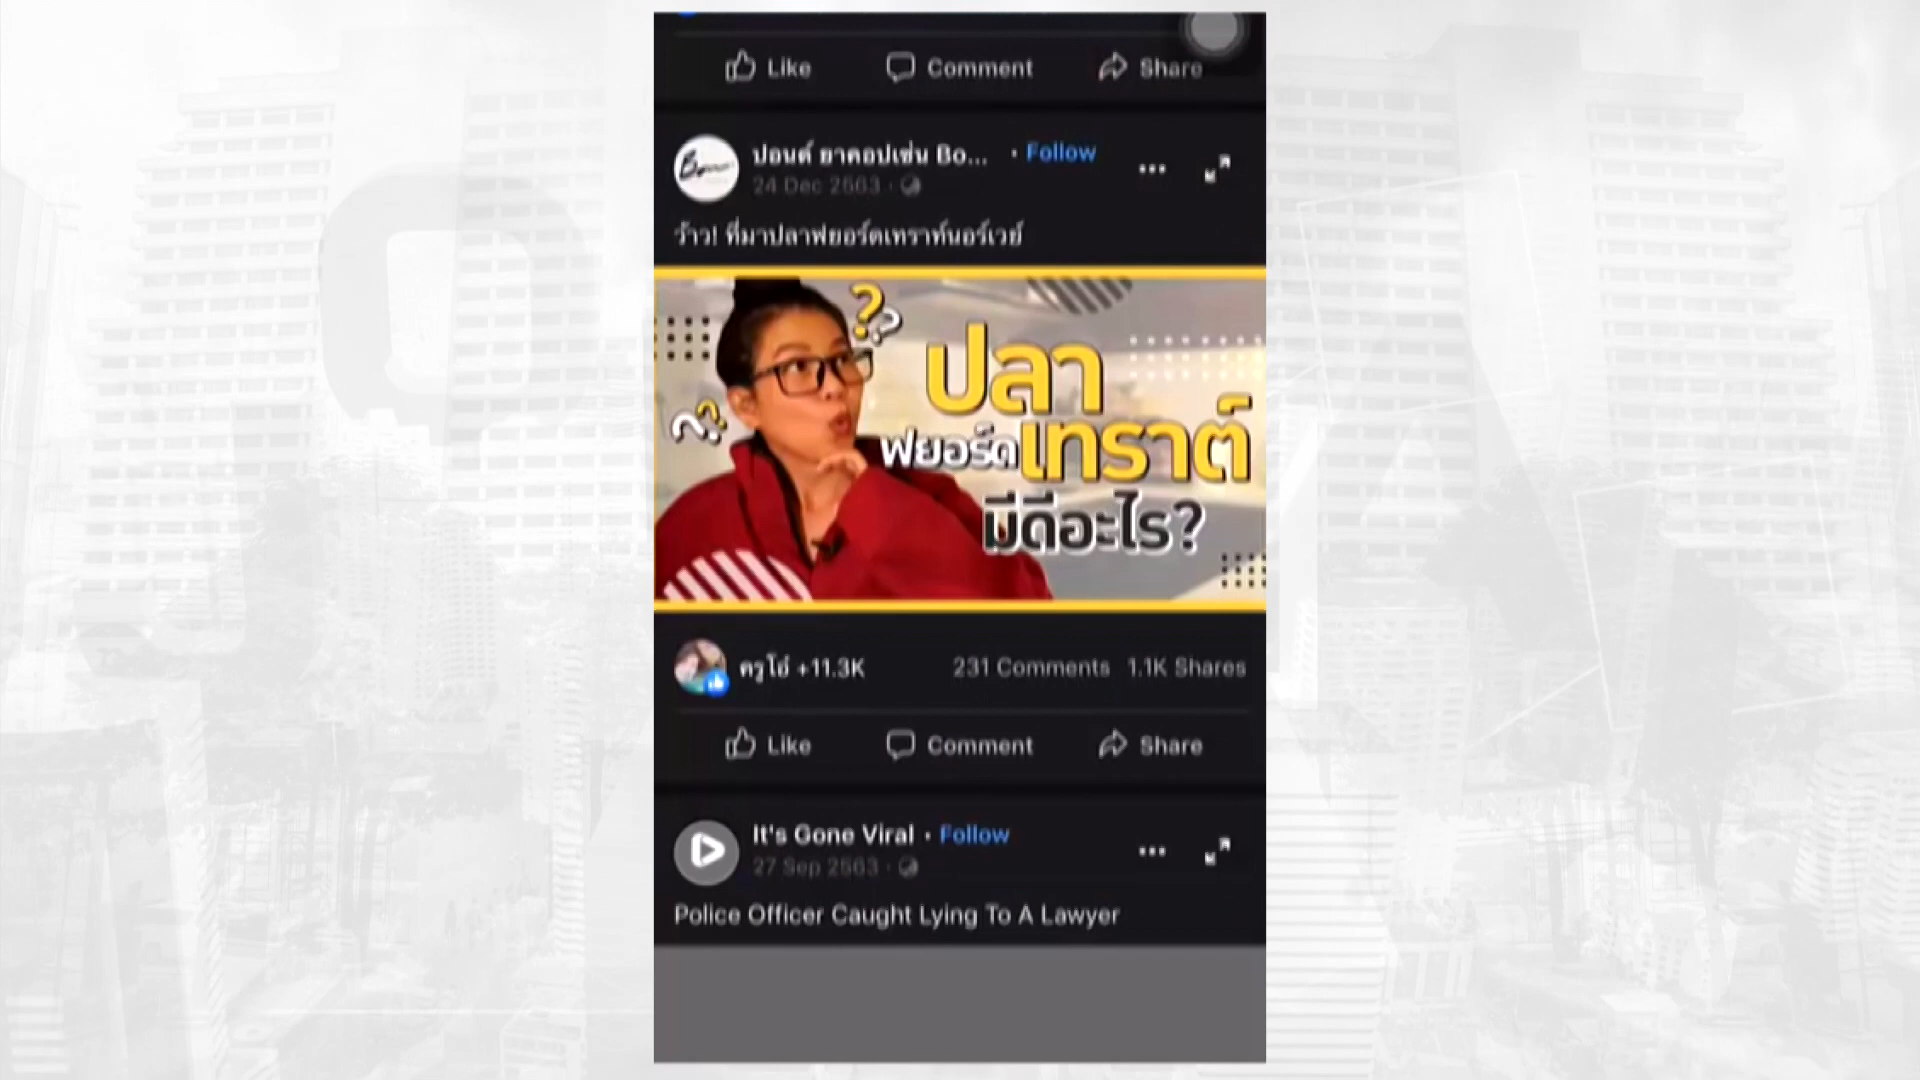 Like Comment Share
ปอนด์ ยาคอปเซ่น Bo... · Follow
24 Dec 2563
ว้าว! ที่มาปลาฟยอร์ดเทราท์นอร์เวย์
??
ปลา
??
ฟยอร์ดเทราต์
มีดีอะไร?
ครูโอ๋ +11.3K 231 Comments 1.1K Shares
Like Comment Share
It's Gone Viral · Follow
27 Sep 2563
Police Officer Caught Lying To A Lawyer